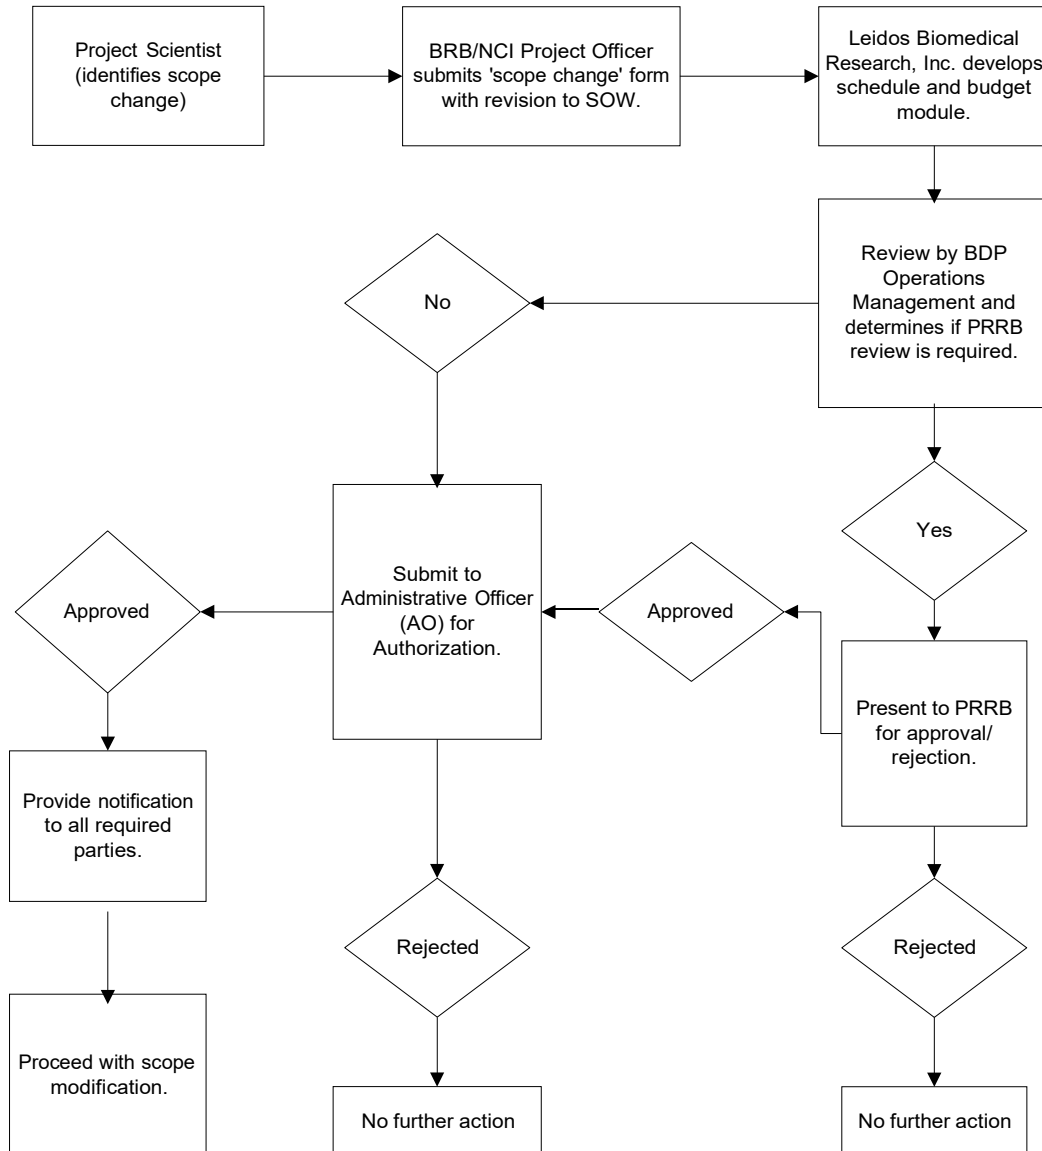 Project Scientist
(identifies scope
change)
BRB/NCI Project Officer
submits 'scope change' form
with revision to SOW.
Leidos Biomedical
Research, Inc. develops
schedule and budget
module.
Review by BDP
Operations
Management and
determines if PRRB
review is required.
No
Yes
Submit to
Administrative Officer
(AO) for
Authorization.
Approved
Approved
Present to PRRB
for approval/
rejection.
Provide notification
to all required
parties.
Rejected
Rejected
Proceed with scope
modification.
No further action
No further action